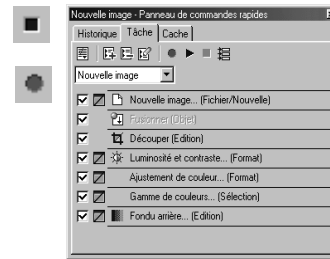 Nouvelle image - Panneau de commandes rapides
Historique Tâche Cache
Nouvelle image
Nouvelle image... (Fichier/Nouvelle)
Fusionner (Objet)
Découper (Edition)
Luminosité et contraste... (Format)
Ajustement de couleur... (Format)
Gamme de couleurs... (Sélection)
Fondu arrière... (Edition)